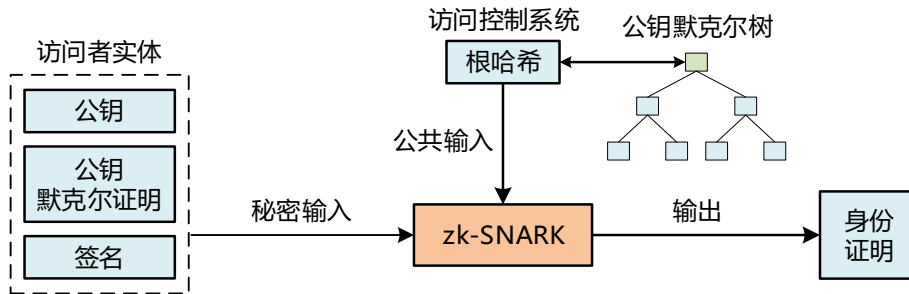 访问控制系统
公钥默克尔树
访问者实体
根哈希
公钥
公共输入
公钥
默克尔证明
秘密输入
zk-SNARK
输出
身份
证明
签名